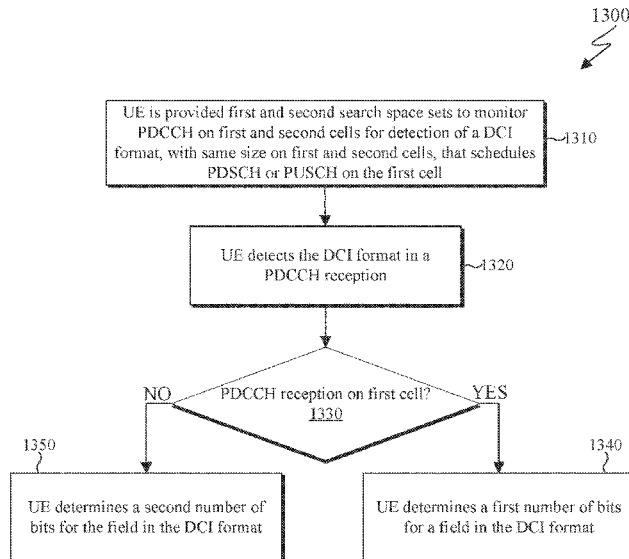 1300
UE is provided first and second search space sets to monitor
PDCCH on first and second cells for detection of a DCI
format, with same size on first and second cells, that schedules
PDSCH or PUSCH on the first cell
1310
UE detects the DCI format in a
PDCCH reception
1320
NO
PDCCH reception on first cell?
YES
1330
1350
1340
UE determines a second number of
bits for the field in the DCI format
UE determines a first number of bits
for a field in the DCI format